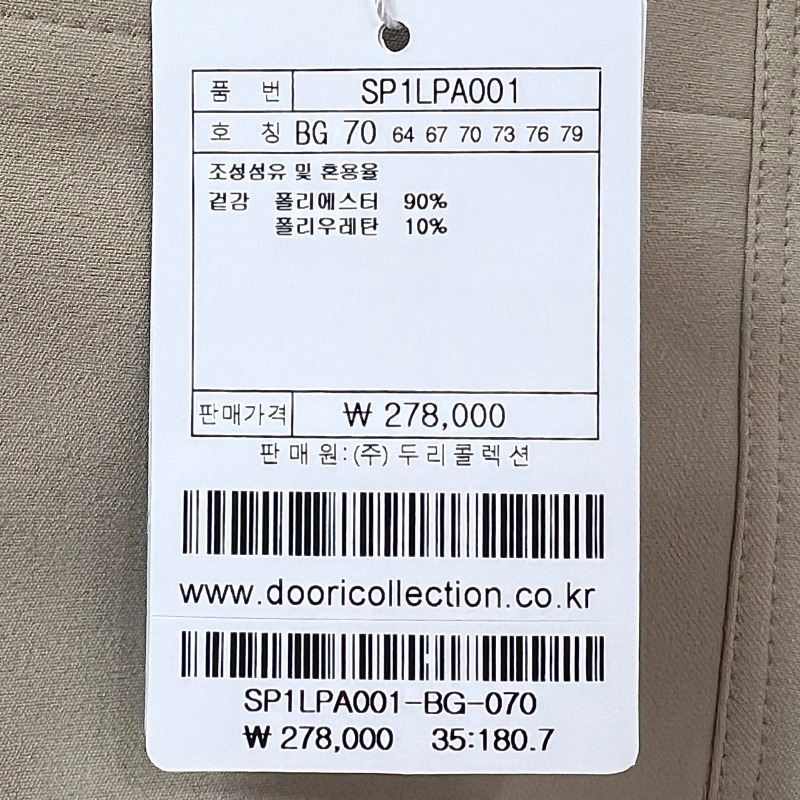 품 번 SP1LPA001
호 칭 BG 70 64 67 70 73 76 79
조성섬유 및 혼용율
겉감 폴리에스터 90%
폴리우레탄 10%
판매가격 ₩ 278,000
판 매 원:(주) 두 리 콜 렉 션
www.dooricollection.co.kr
SP1LPA001-BG-070
₩ 278,000 35:180.7